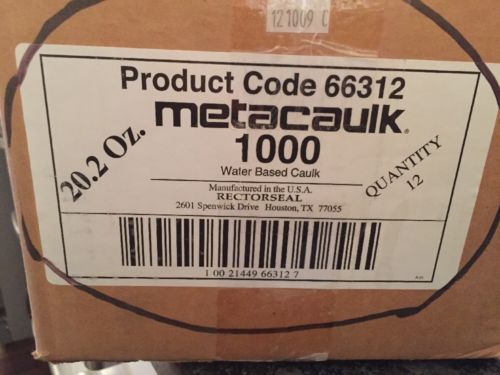 121009 C
Product Code 66312
metacaulk®
1000
20.2 Oz.
QUANTITY
12
Water Based Caulk
Manufactured in the U.S.A.
RECTORSEAL
2601 Spenwick Drive Houston, TX 77055
1 00 21449 66312 7